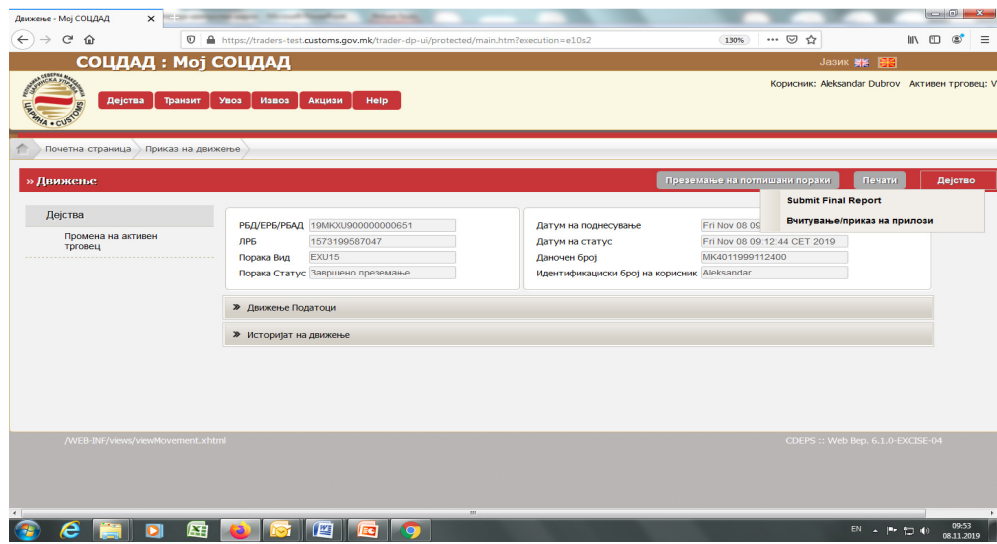 Движење - Мој СОЦДАД
https://traders-test.customs.gov.mk/trader-dp-ui/protected/main.htm?execution=e10s2
130%
СОЦДАД : Мој СОЦДАД
Јазик
Корисник: Aleksandar Dubrov Активен трговец: V
Дејства Транзит Увоз Извоз Акцизи Help
Почетна страница Приказ на движење
» Движење
Преземање на потпишани пораки Печати Дејство
Submit Final Report
Вчитување/приказ на прилози
Дејства
Промена на активен
трговец
РБД/ЕРБ/РБАД 19MKXU900000000651
ЛРБ 1573199587047
Порака Вид EXU15
Порака Статус Завршено преземање
Датум на поднесување Fri Nov 08 09
Датум на статус Fri Nov 08 09:12:44 CET 2019
Даночен број MK4011999112400
Идентификациски број на корисник Aleksandar
» Движење Податоци
» Историјат на движење
/WEB-INF/views/viewMovement.xhtml
CDEPS :: Web Вер. 6.1.0-EXCISE-04
EN
09:53
08.11.2019